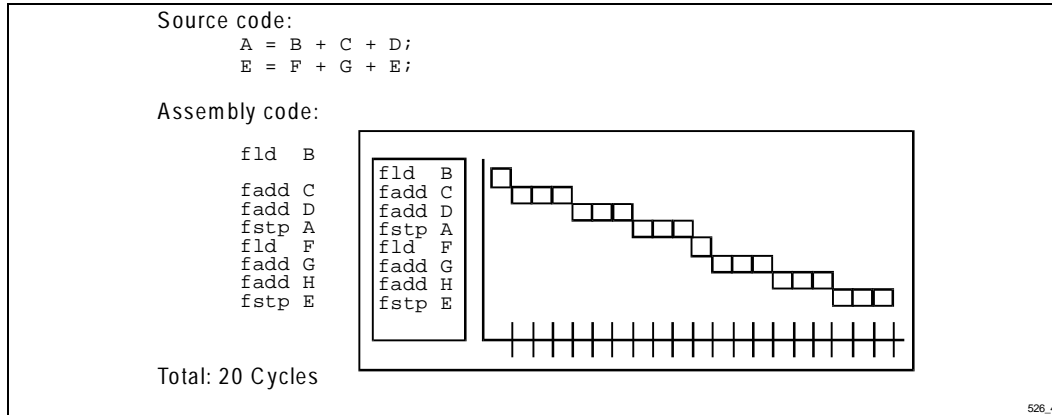 Source code:
A = B + C + D;
E = F + G + E;
Assembly code:
fld B
fadd C
fadd D
fstp A
fld F
fadd G
fadd H
fstp E
fld B
fadd C
fadd D
fstp A
fld F
fadd G
fadd H
fstp E
Total: 20 Cycles